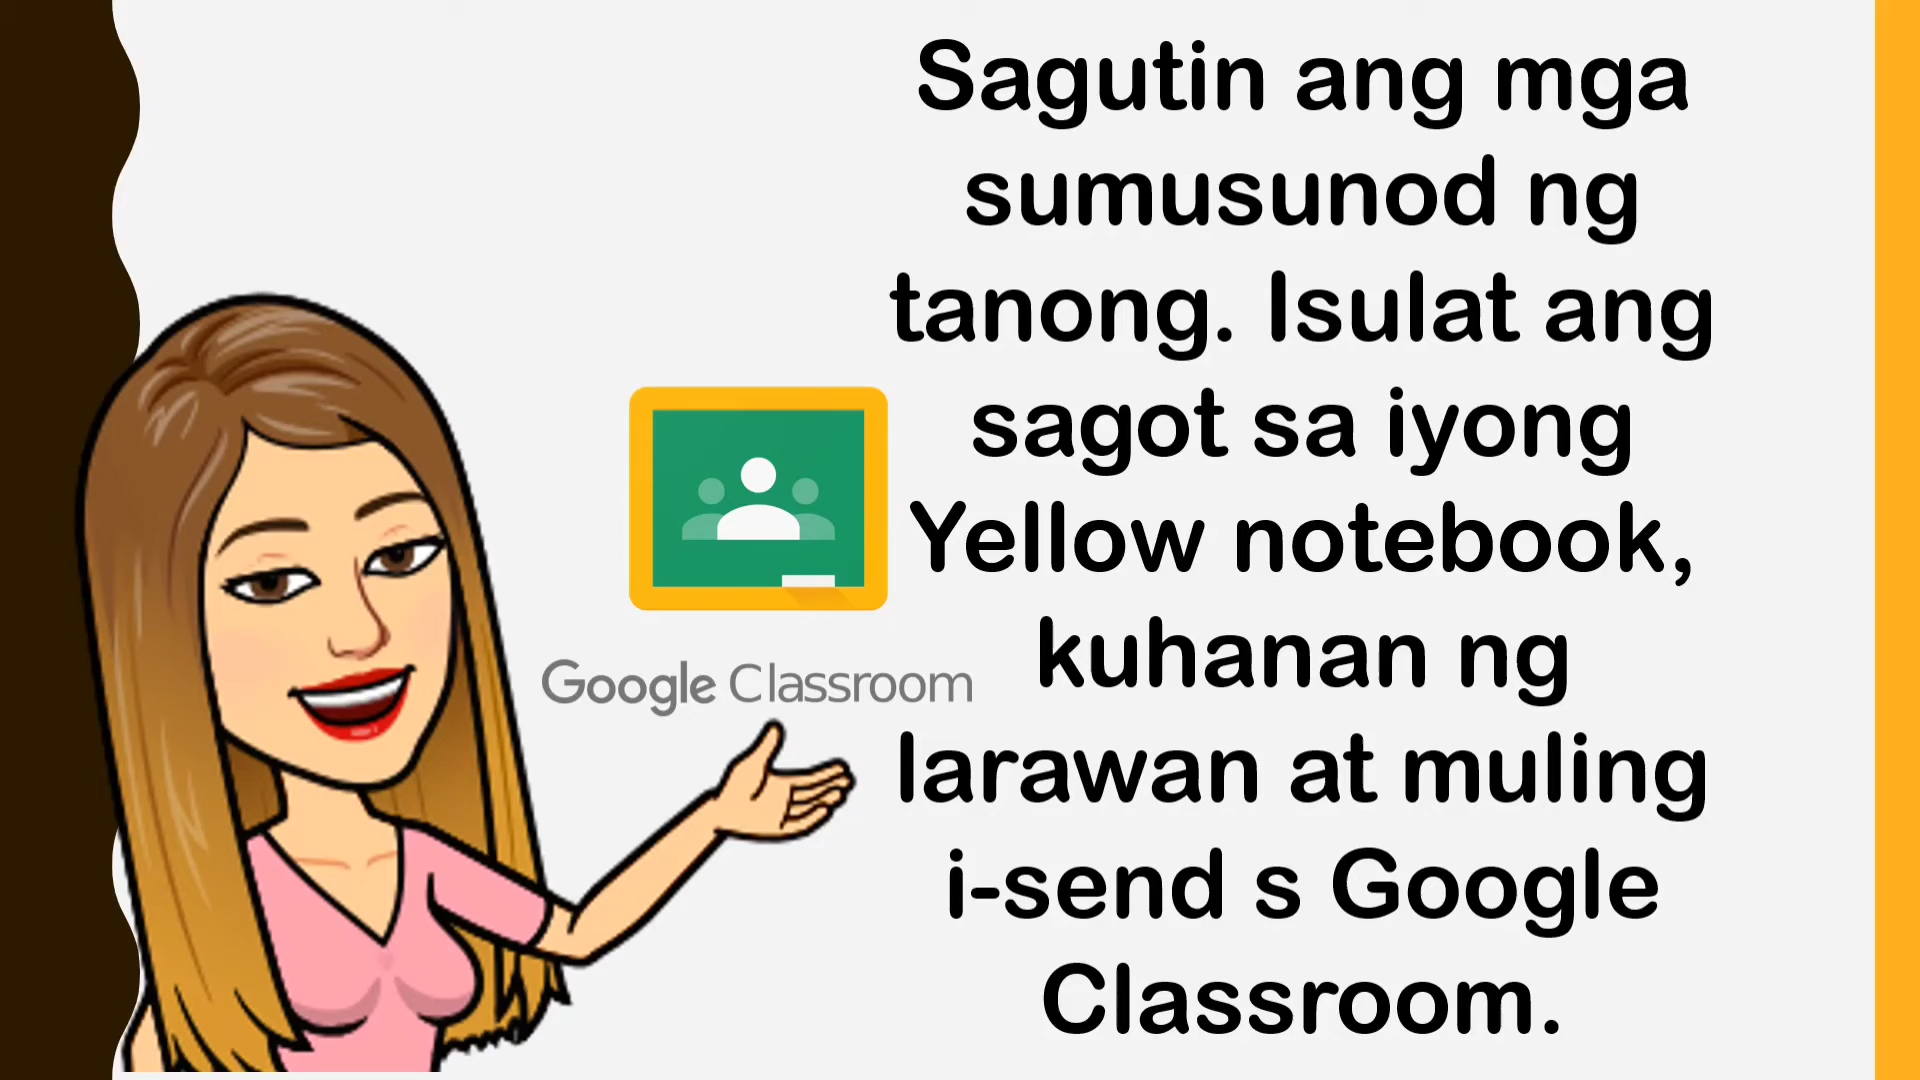 Sagutin ang mga
sumusunod ng
tanong. Isulat ang
sagot sa iyong
Yellow notebook,
kuhanan ng
larawan at muling
i-send s Google
Classroom.
Google Classroom